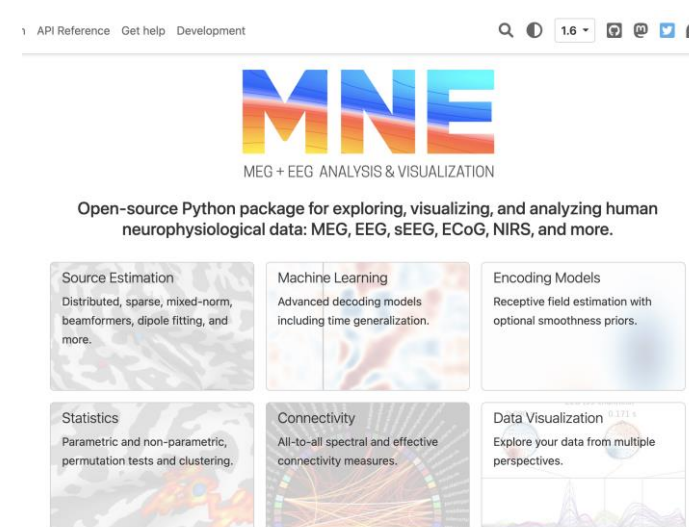 API Reference Get help Development 1.6
MNE
MEG + EEG ANALYSIS & VISUALIZATION
Open-source Python package for exploring, visualizing, and analyzing human
neurophysiological data: MEG, EEG, sEEG, ECoG, NIRS, and more.
Source Estimation
Distributed, sparse, mixed-norm,
beamformers, dipole fitting, and
more.
Machine Learning
Advanced decoding models
including time generalization.
Encoding Models
Receptive field estimation with
optional smoothness priors.
Statistics
Parametric and non-parametric,
permutation tests and clustering.
Connectivity
All-to-all spectral and effective
connectivity measures.
Data Visualization
0.171 s
Explore your data from multiple
perspectives.